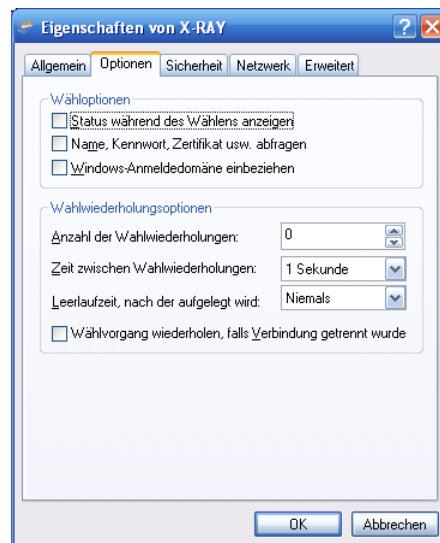 Eigenschaften von X-RAY
Allgemein Optionen Sicherheit Netzwerk Erweitert
Wähloptionen
Status während des Wählens anzeigen
Name, Kennwort, Zertifikat usw. abfragen
Windows-Anmeldedomäne einbeziehen
Wahlwiederholungsoptionen
Anzahl der Wahlwiederholungen: 0
Zeit zwischen Wahlwiederholungen: 1 Sekunde
Leerlaufzeit, nach der aufgelegt wird: Niemals
Wählvorgang wiederholen, falls Verbindung getrennt wurde
OK Abbrechen